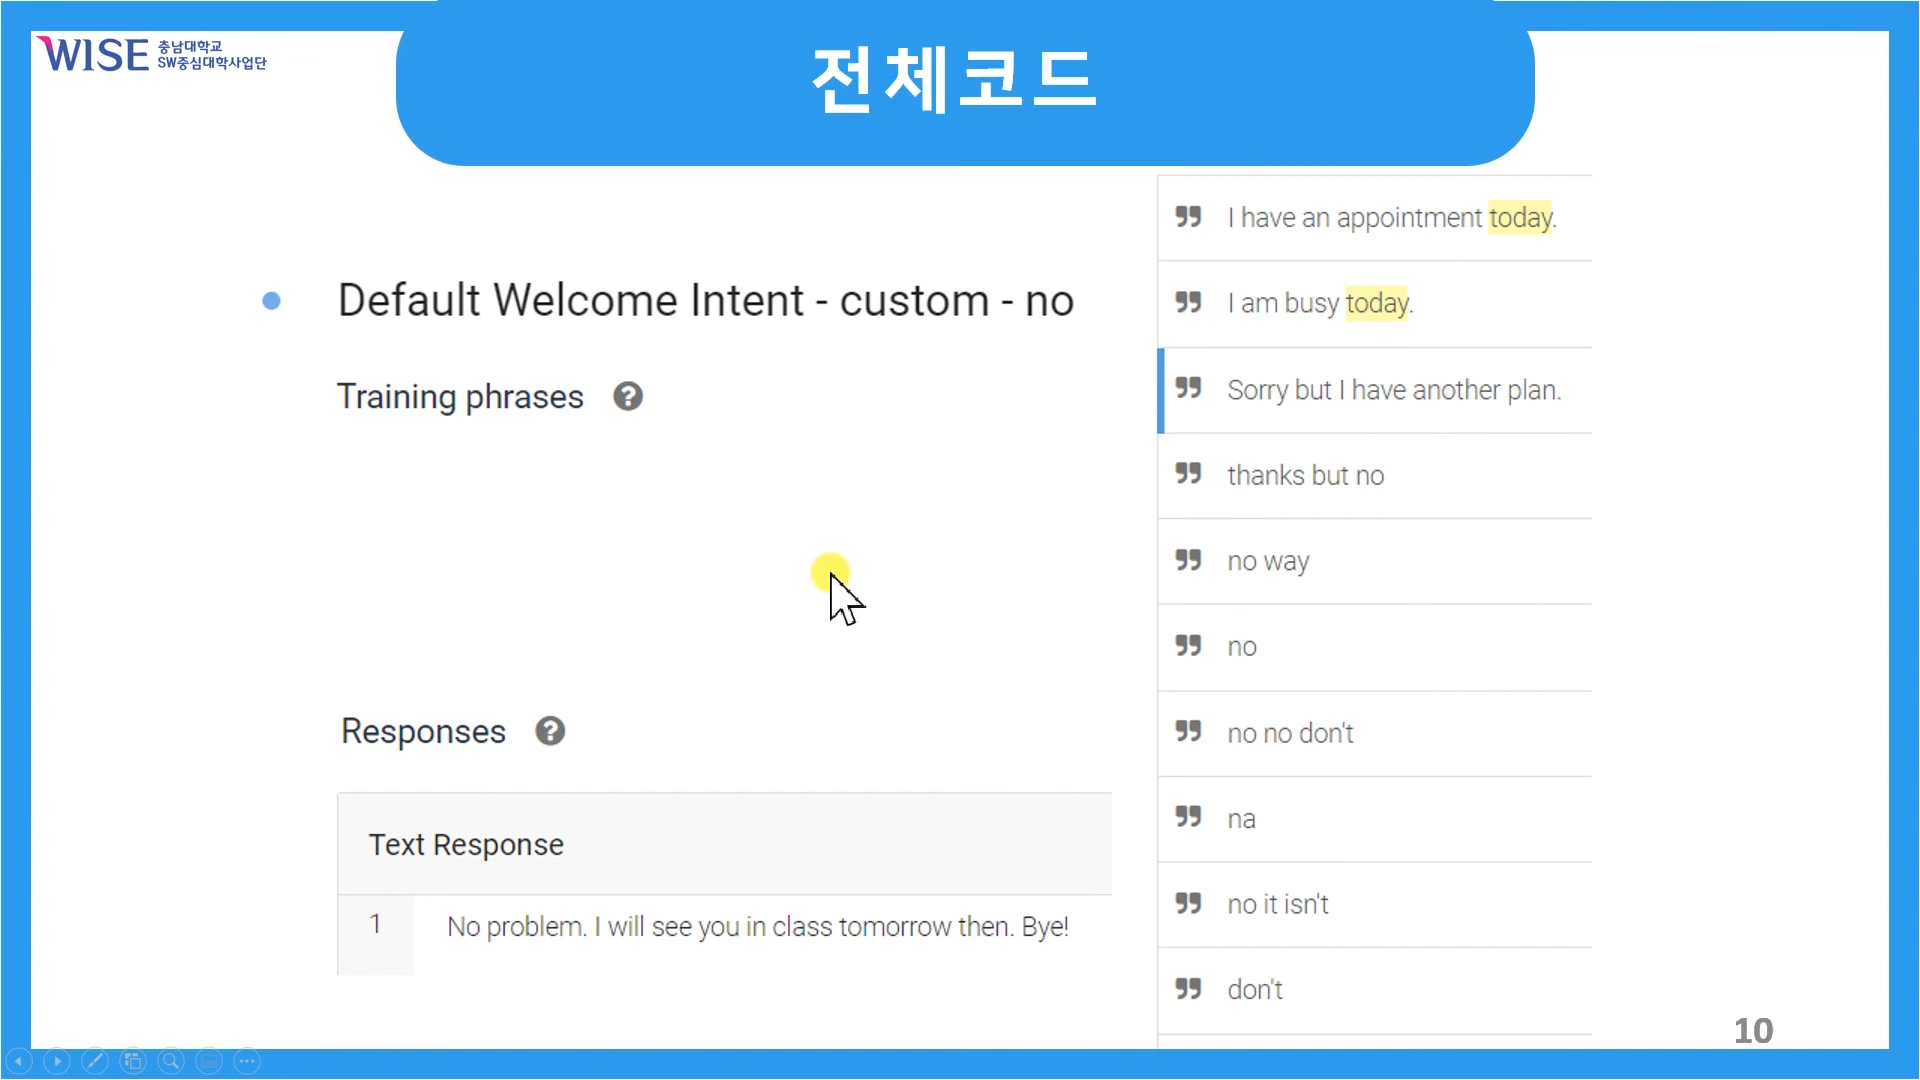 WISE 충남대학교
SW중심대학사업단
전체코드
Default Welcome Intent - custom - no
Training phrases
I have an appointment today.
I am busy today.
Sorry but I have another plan.
thanks but no
no way
no
no no don't
na
no it isn't
don't
Responses
Text Response
1 No problem. I will see you in class tomorrow then. Bye!
10